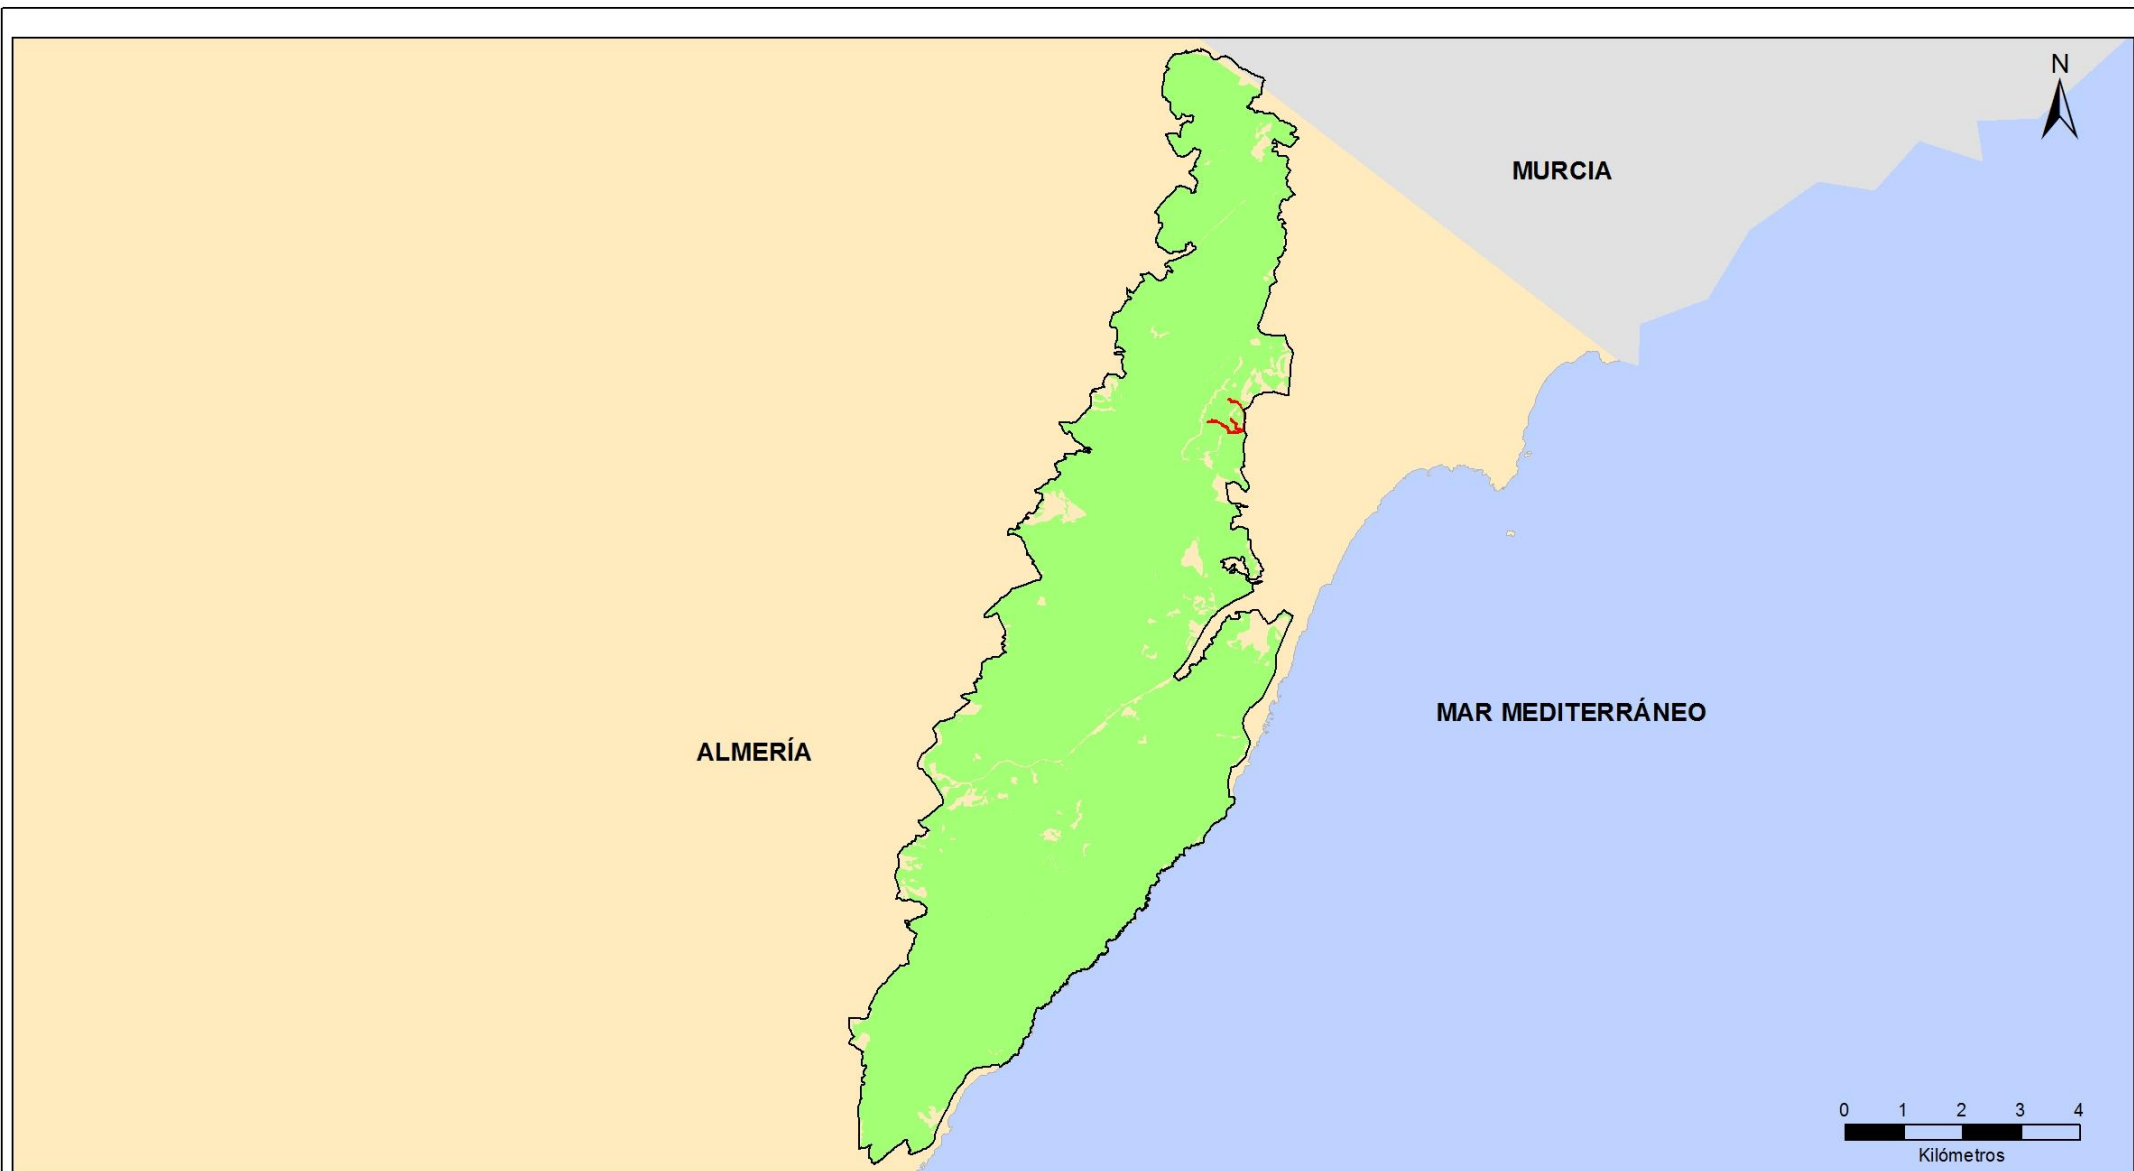 N
MURCIA
MAR MEDITERRÁNEO
ALMERÍA
0 1 2 3 4
Kilómetros